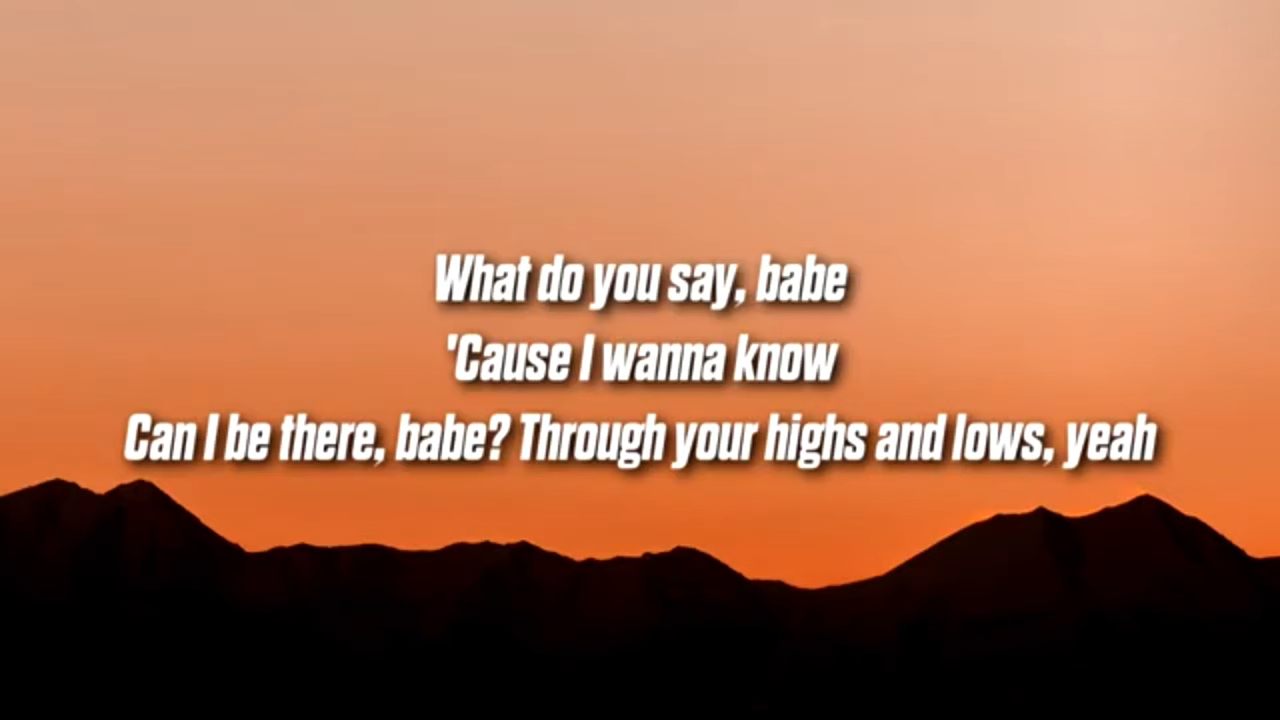 What do you say, babe
'Cause I wanna know
Can I be there, babe? Through your highs and lows, yeah